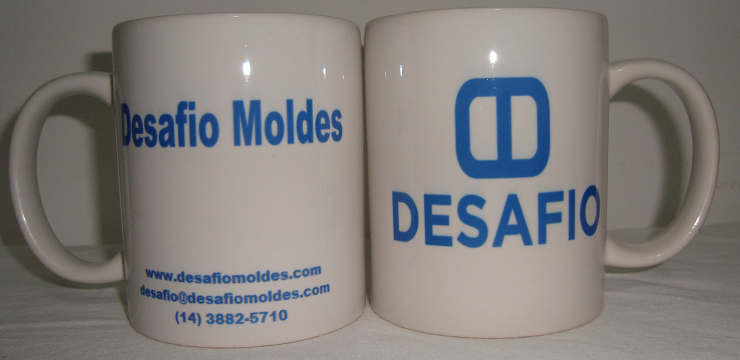 Desafio Moldes
www.desafiomoldes.com
desafio@desafiomoldes.com
(14) 3882-5710
DESAFIO